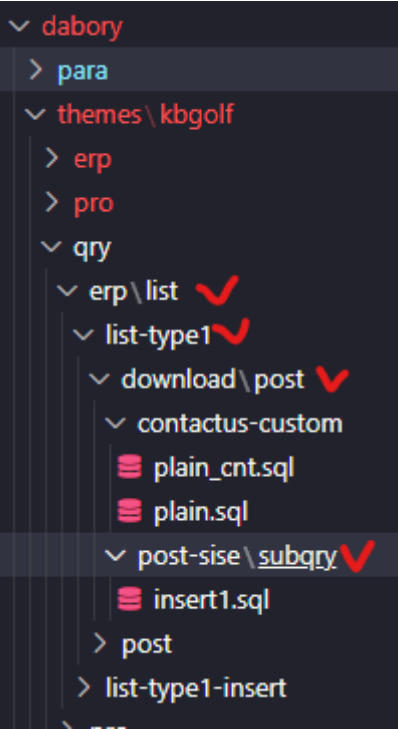 dabory
para
themes\kbgolf
erp
pro
qry
erp\list
list-type1
download\post
contactus-custom
plain_cnt.sql
plain.sql
post-sise\subqry
insert1.sql
post
list-type1-insert